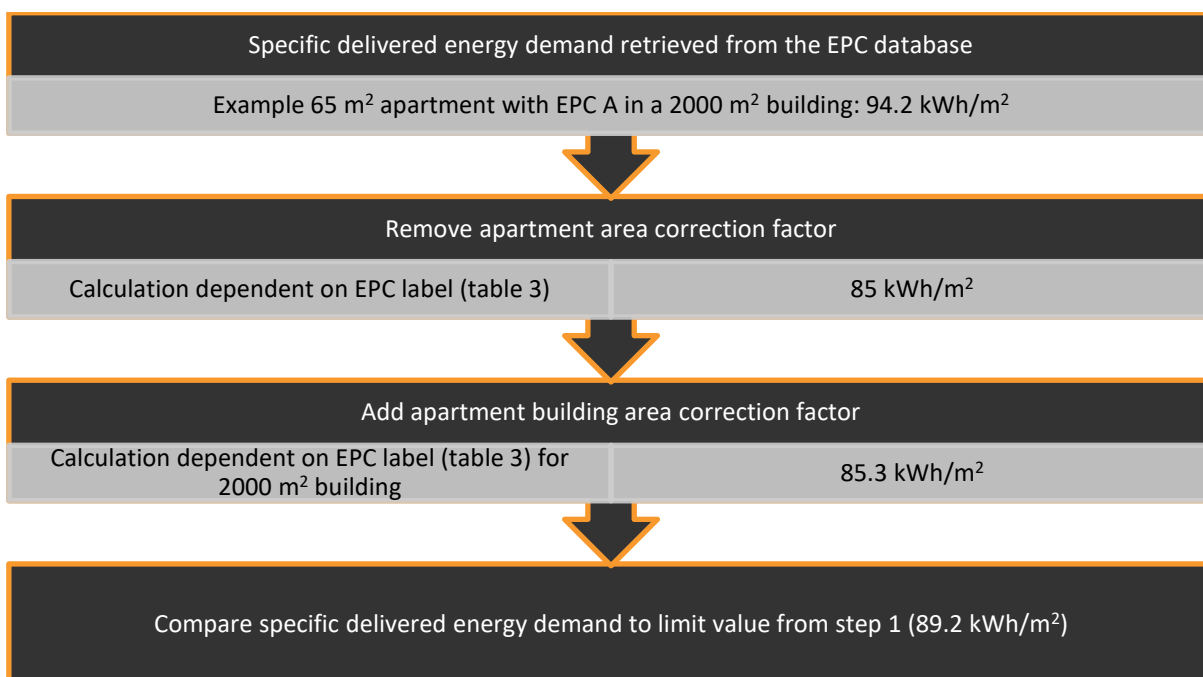 Specific delivered energy demand retrieved from the EPC database
Example 65 m² apartment with EPC A in a 2000 m² building: 94.2 kWh/m²
Remove apartment area correction factor
Calculation dependent on EPC label (table 3)
85 kWh/m²
Add apartment building area correction factor
Calculation dependent on EPC label (table 3) for
2000 m² building
85.3 kWh/m²
Compare specific delivered energy demand to limit value from step 1 (89.2 kWh/m²)